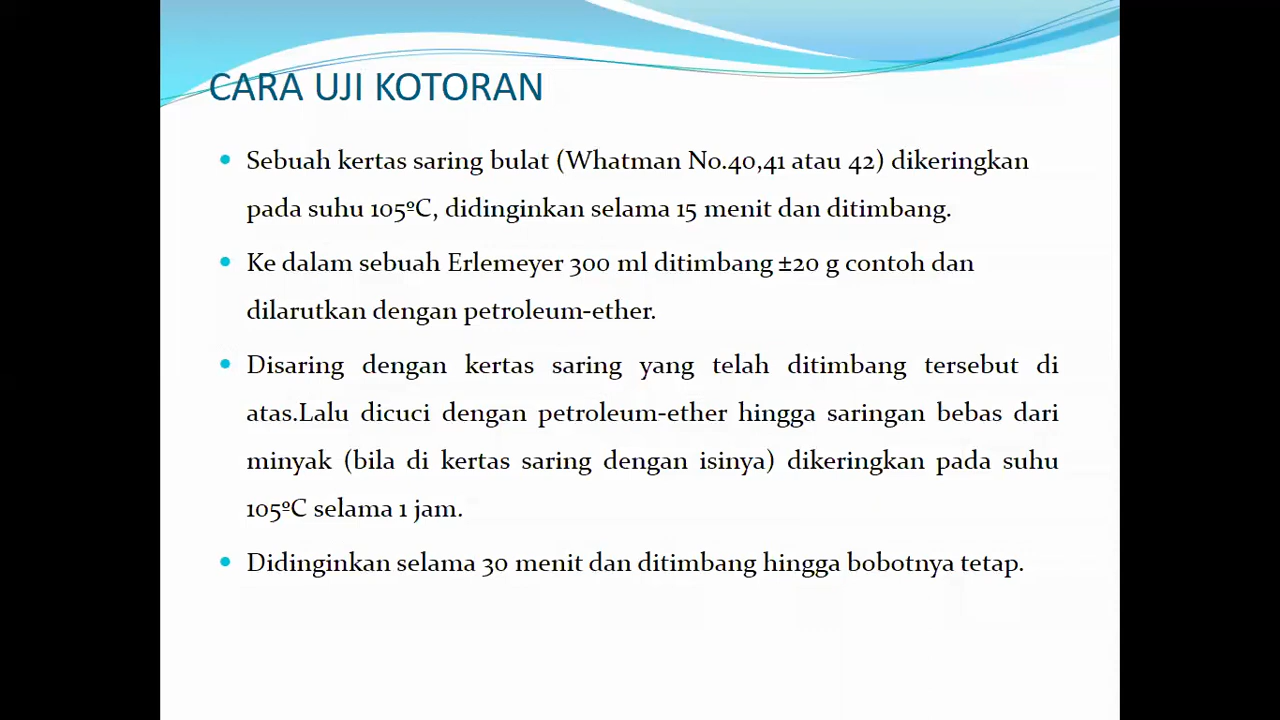 CARA UJI KOTORAN
• Sebuah kertas saring bulat (Whatman No.40,41 atau 42) dikeringkan
pada suhu 105ºC, didinginkan selama 15 menit dan ditimbang.
• Ke dalam sebuah Erlemeyer 300 ml ditimbang ±20 g contoh dan
dilarutkan dengan petroleum-ether.
• Disaring dengan kertas saring yang telah ditimbang tersebut di
atas.Lalu dicuci dengan petroleum-ether hingga saringan bebas dari
minyak (bila di kertas saring dengan isinya) dikeringkan pada suhu
105ºC selama 1 jam.
• Didinginkan selama 30 menit dan ditimbang hingga bobotnya tetap.